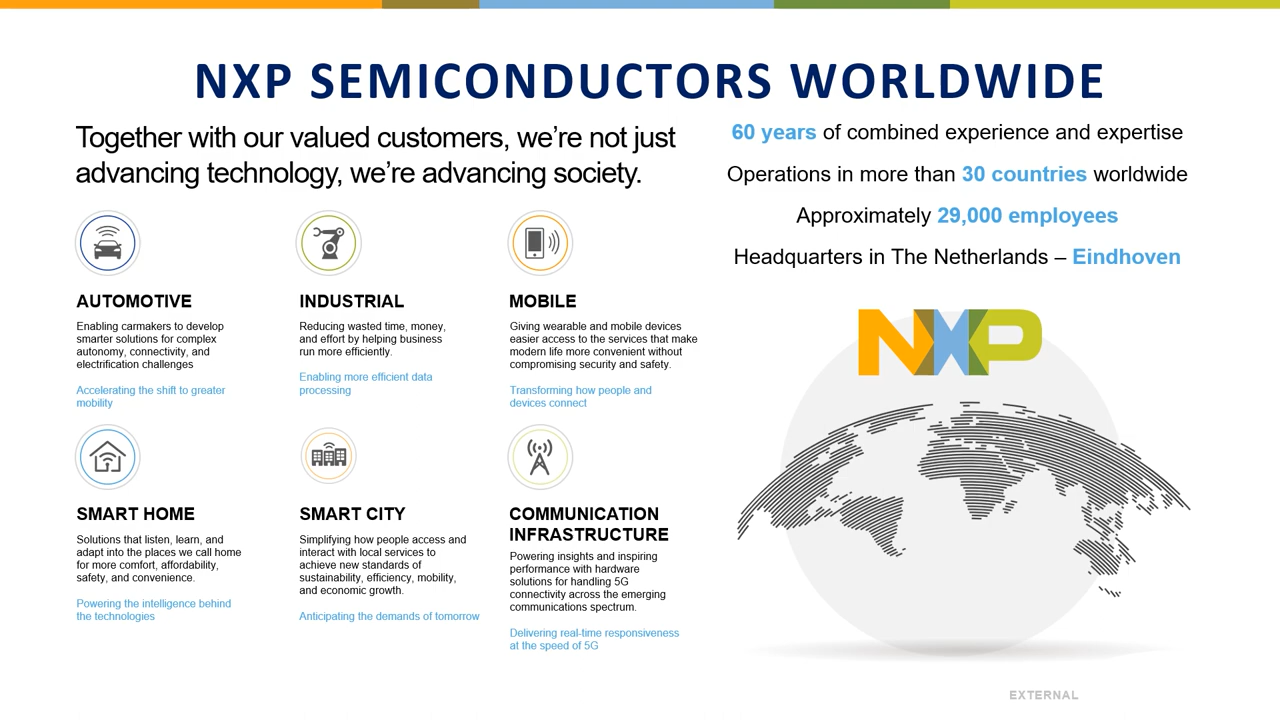 NXP SEMICONDUCTORS WORLDWIDE
Together with our valued customers, we’re not just
advancing technology, we’re advancing society.
AUTOMOTIVE
Enabling carmakers to develop
smarter solutions for complex
autonomy, connectivity, and
electrification challenges
Accelerating the shift to greater
mobility
INDUSTRIAL
Reducing wasted time, money,
and effort by helping business
run more efficiently.
Enabling more efficient data
processing
MOBILE
Giving wearable and mobile devices
easier access to the services that make
modern life more convenient without
compromising security and safety.
Transforming how people and
devices connect
SMART HOME
Solutions that listen, learn, and
adapt into the places we call home
for more comfort, affordability,
safety, and convenience.
Powering the intelligence behind
the technologies
SMART CITY
Simplifying how people access and
interact with local services to
achieve new standards of
sustainability, efficiency, mobility,
and economic growth.
Anticipating the demands of tomorrow
COMMUNICATION
INFRASTRUCTURE
Powering insights and inspiring
performance with hardware
solutions for handling 5G
connectivity across the emerging
communications spectrum.
Delivering real-time responsiveness
at the speed of 5G
60 years of combined experience and expertise
Operations in more than 30 countries worldwide
Approximately 29,000 employees
Headquarters in The Netherlands – Eindhoven
NXP
EXTERNAL